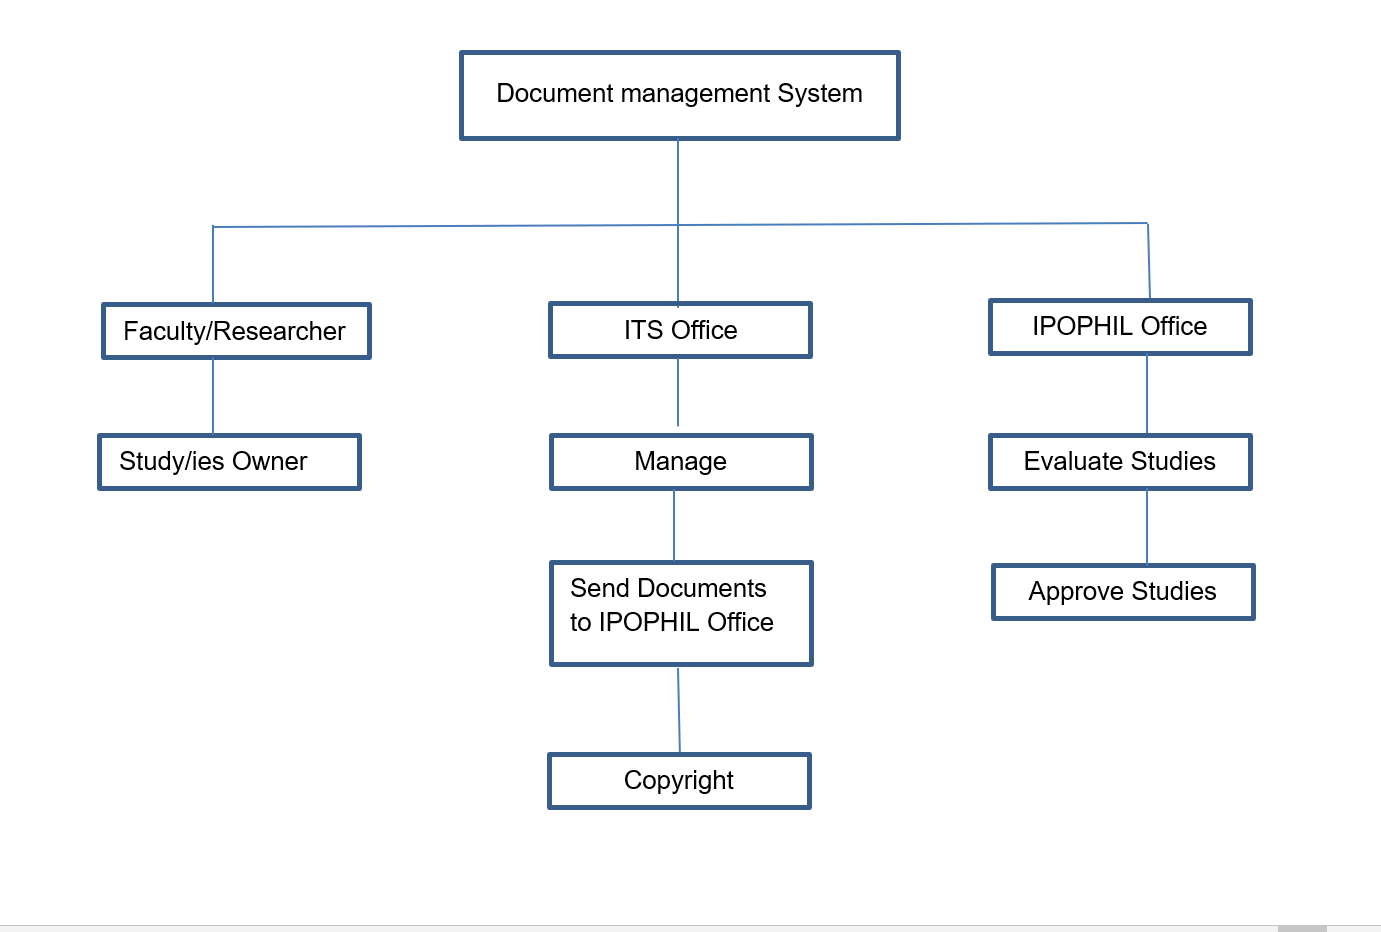 Document management System
Faculty/Researcher
ITS Office
IPOPHIL Office
Study/ies Owner
Manage
Evaluate Studies
Send Documents
to IPOPHIL Office
Approve Studies
Copyright